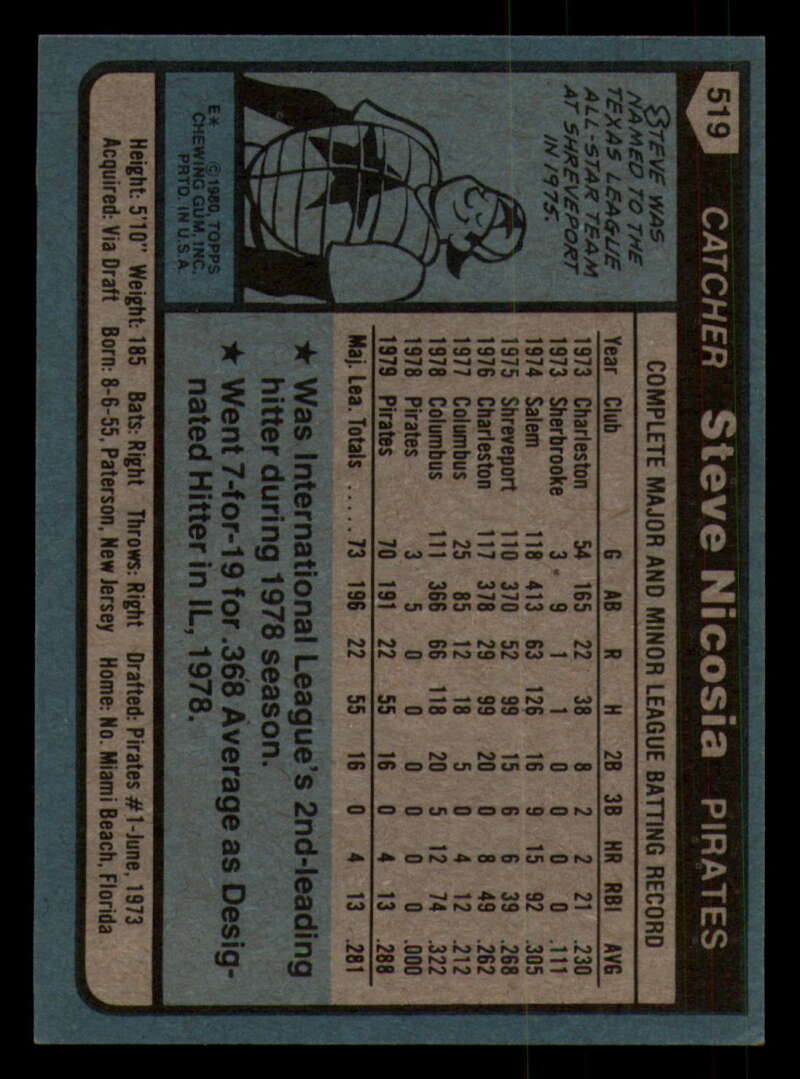 519 CATCHER Steve Nicosia PIRATES
STEVE WAS
NAMED TO THE
TEXAS LEAGUE
ALL-STAR TEAM
AT SHREVEPORT
IN 1975.
E* © 1980 TOPPS
CHEWING GUM, INC.
PRTD. IN U.S.A.
COMPLETE MAJOR AND MINOR LEAGUE BATTING RECORD
Year Club G AB R H 2B 3B HR RBI AVG
1973 Charleston 54 165 22 38 8 2 2 21 .230
1973 Sherbrooke 3 9 1 1 0 0 0 0 .111
1974 Salem 118 413 63 126 16 9 15 92 .305
1975 Shreveport 110 370 52 99 15 6 6 39 .268
1976 Charleston 117 378 29 99 20 0 8 49 .262
1977 Columbus 25 85 12 18 5 0 4 12 .212
1978 Columbus 111 366 66 118 20 5 12 74 .322
1978 Pirates 3 5 0 0 0 0 0 0 .000
1979 Pirates 70 191 22 55 16 0 4 13 .288
Maj. Lea. Totals ..... 73 196 22 55 16 0 4 13 .281
★ Was International League's 2nd-leading
hitter during 1978 season.
★ Went 7-for-19 for .368 Average as Desig-
nated Hitter in IL, 1978.
Height: 5'10" Weight: 185 Bats: Right Throws: Right Drafted: Pirates #1-June, 1973
Acquired: Via Draft Born: 8-6-55, Paterson, New Jersey Home: No. Miami Beach, Florida